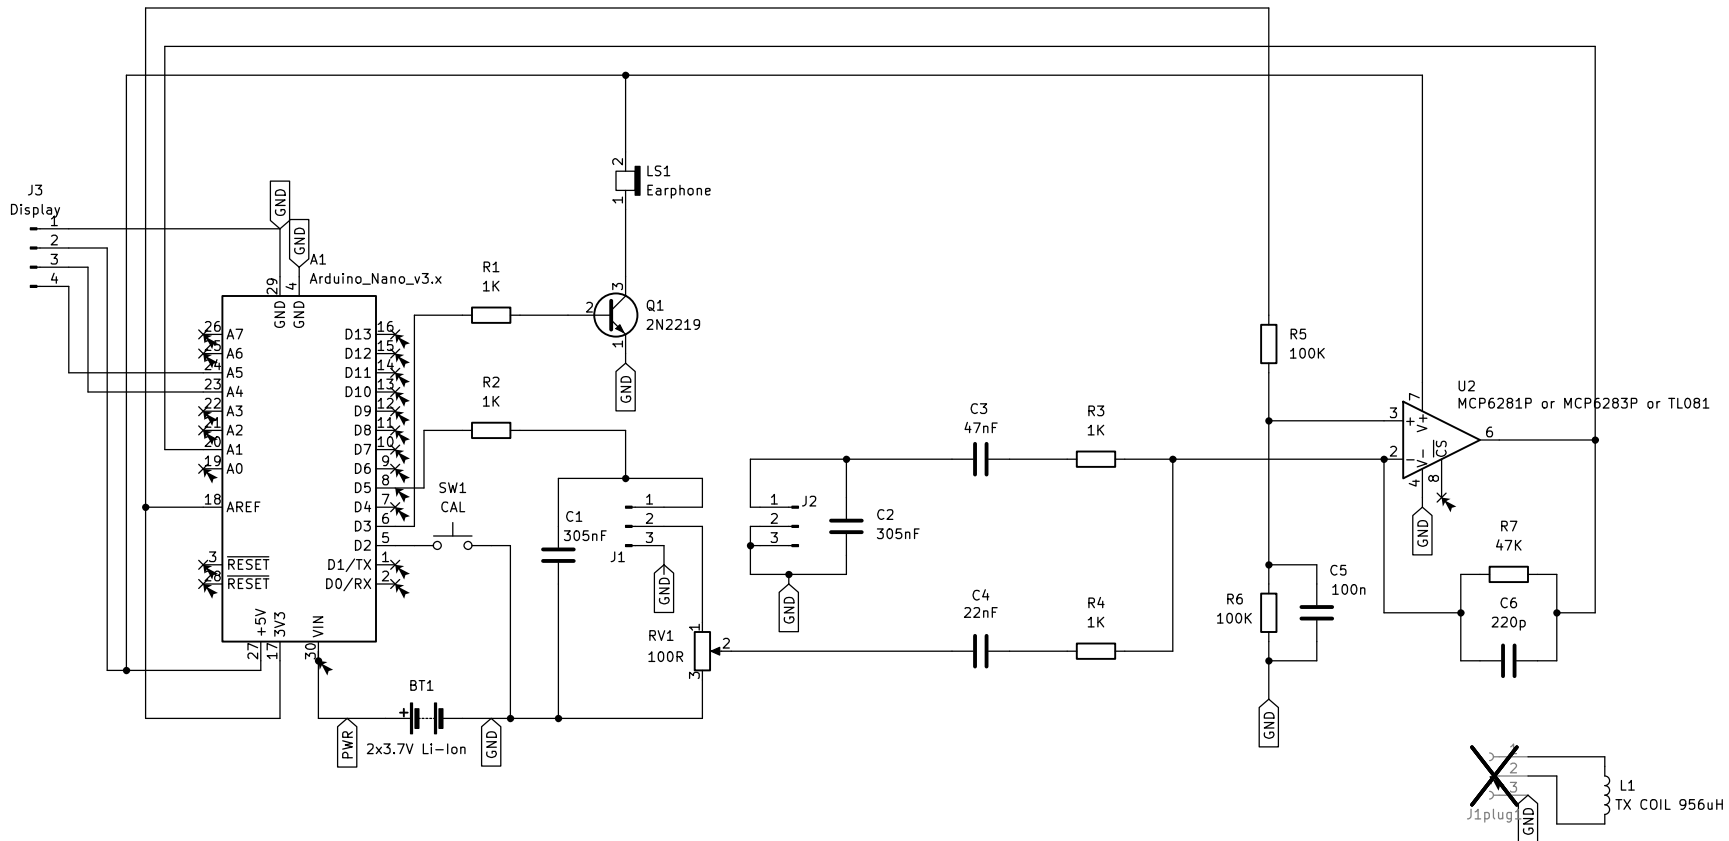 J3
Display
1
2
3
4
GND
GND
A1
Arduino_Nano_v3.x
29
4
GND
GND
26
A7
25
A6
24
A5
23
A4
22
A3
21
A2
20
A1
19
A0
18
AREF
3
RESET
28
RESET
D13
16
D12
15
D11
14
D10
13
D9
12
D8
11
D7
10
D6
9
D5
8
D4
7
D3
6
D2
5
D1/TX
1
D0/RX
2
+5V
3V3
VIN
27
17
30
R1
1K
R2
1K
2
LS1
Earphone
1
3
2
Q1
2N2219
1
GND
SW1
CAL
C1
305nF
1
2
3
J1
GND
RV1
100R
1
2
3
BT1
+
2x3.7V Li-Ion
PWR
GND
1
2
3
J2
C2
305nF
GND
C3
47nF
R3
1K
C4
22nF
R4
1K
R5
100K
R6
100K
C5
100n
GND
U2
MCP6281P or MCP6283P or TL081
7
3
+
V+
6
2
-
V-
CS
4
8
GND
R7
47K
C6
220p
1
2
3
J1plug1
GND
L1
TX COIL 956uH